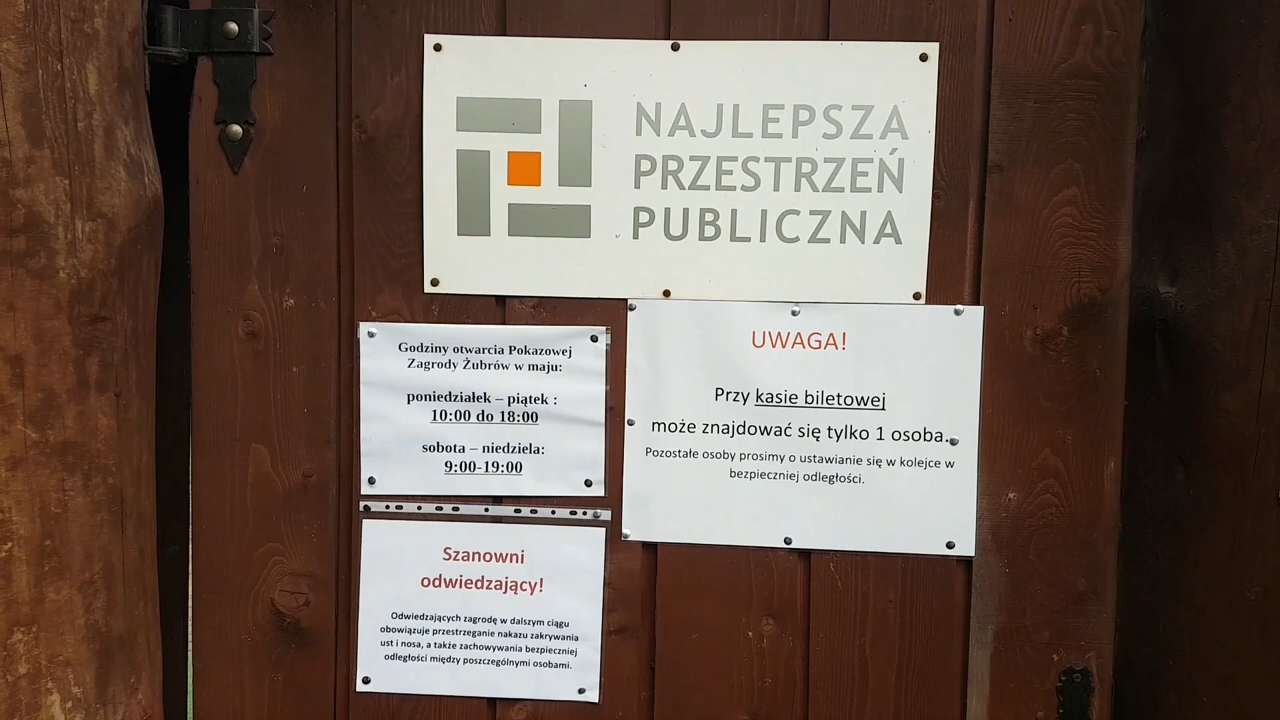 NAJLEPSZA
PRZESTRZEŃ
PUBLICZNA
Godziny otwarcia Pokazowej
Zagrody Żubrów w maju:
poniedziałek – piątek :
10:00 do 18:00
sobota – niedziela:
9:00-19:00
UWAGA!
Przy kasie biletowej
może znajdować się tylko 1 osoba.
Pozostałe osoby prosimy o ustawianie się w kolejce w
bezpiecznej odległości.
Szanowni
odwiedzający!
Odwiedzających zagrodę w dalszym ciągu
obowiązuje przestrzeganie nakazu zakrywania
ust i nosa, a także zachowywania bezpieczniej
odległości między poszczególnymi osobami.